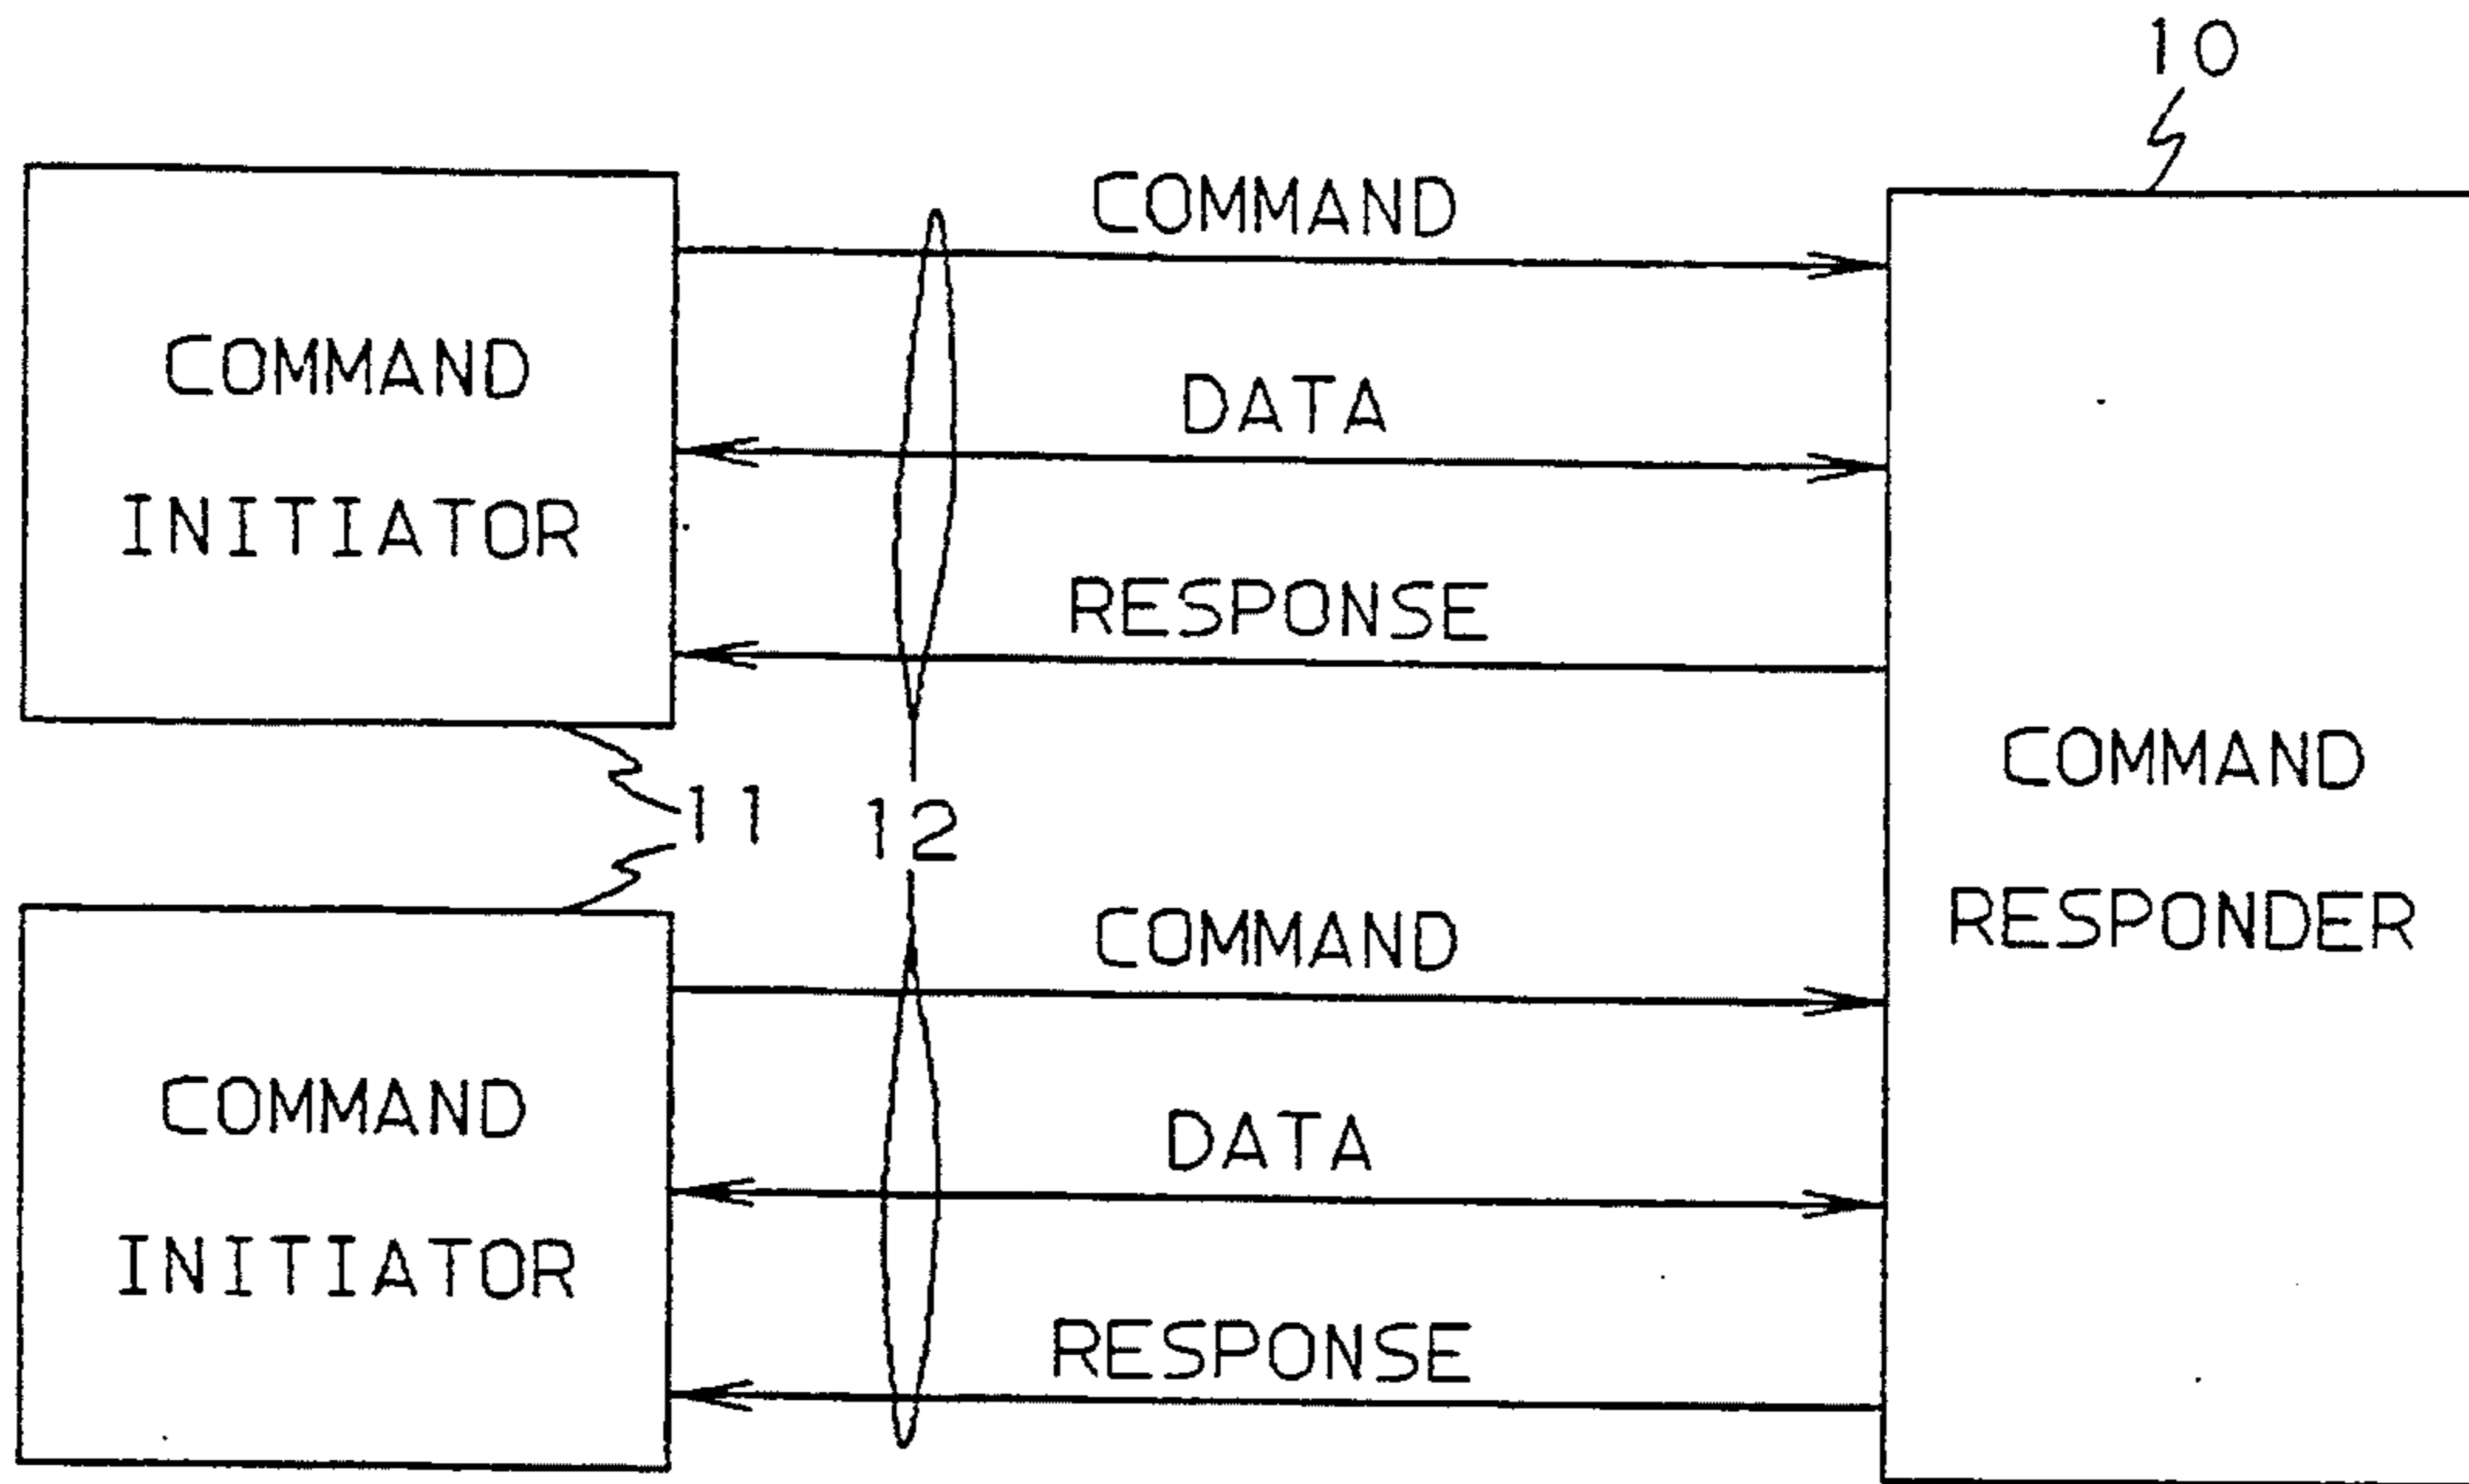 10
COMMAND
COMMAND
INITIATOR
DATA
RESPONSE
11
12
COMMAND
RESPONDER
COMMAND
COMMAND
INITIATOR
DATA
RESPONSE